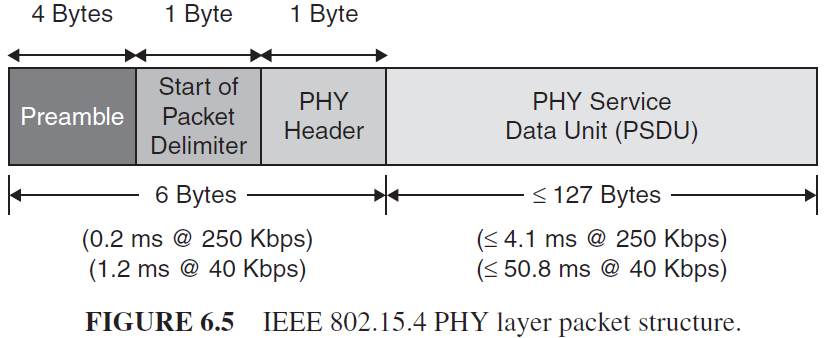 4 Bytes 1 Byte 1 Byte
Preamble
Start of
Packet
Delimiter
PHY
Header
PHY Service
Data Unit (PSDU)
6 Bytes
≤ 127 Bytes
(0.2 ms @ 250 Kbps)
(1.2 ms @ 40 Kbps)
(≤ 4.1 ms @ 250 Kbps)
(≤ 50.8 ms @ 40 Kbps)
FIGURE 6.5 IEEE 802.15.4 PHY layer packet structure.